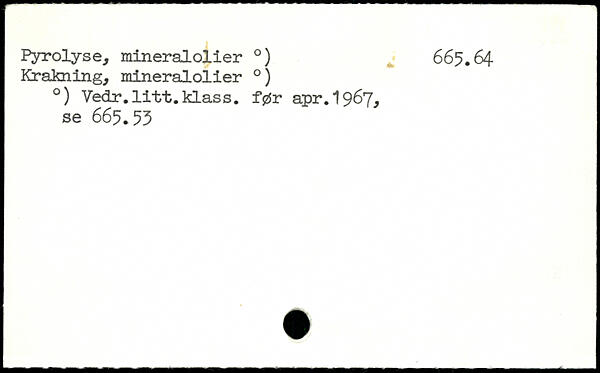 Pyrolyse, mineralolier °) 665.64
Krakning, mineralolier °)
°) Vedr.litt.klass. før apr.1967,
se 665.53